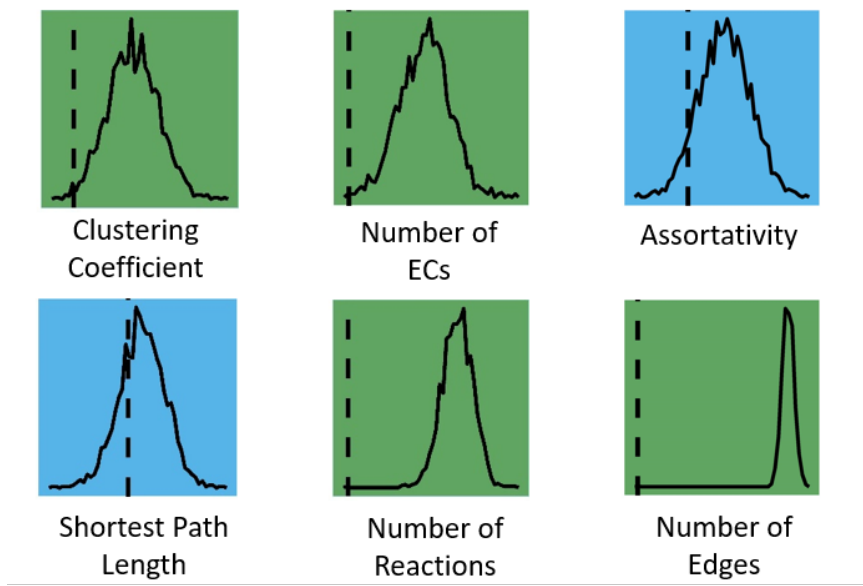 Clustering
Coefficient
Number of
ECs
Assortativity
Shortest Path
Length
Number of
Reactions
Number of
Edges